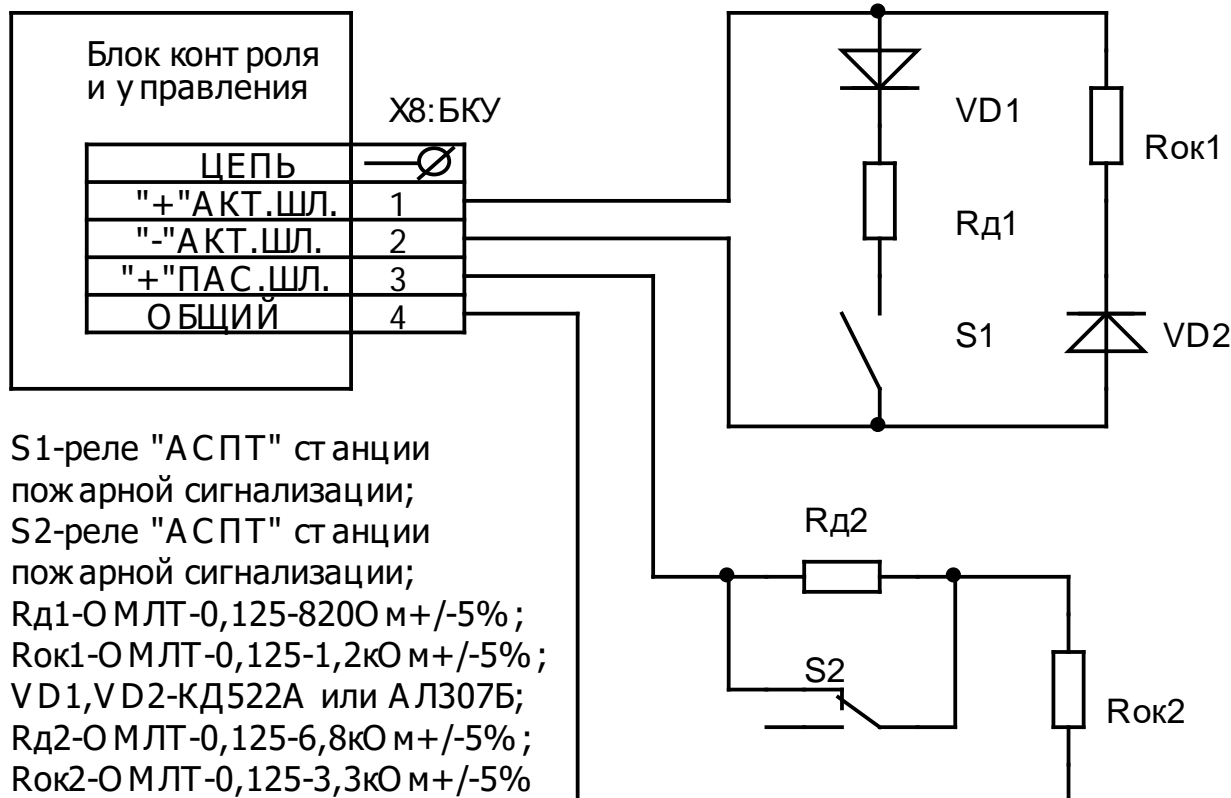 Блок контроля
и управления
X8:БКУ
ЦЕПЬ
"+"АКТ.ШЛ. 1
"-"АКТ.ШЛ. 2
"+"ПАС.ШЛ. 3
ОБЩИЙ 4
VD1
Rок1
Rд1
S1
VD2
S1-реле "АСПТ" станции
пожарной сигнализации;
S2-реле "АСПТ" станции
пожарной сигнализации;
Rд1-ОМЛТ-0,125-820Ом+/-5%;
Rок1-ОМЛТ-0,125-1,2кОм+/-5%;
VD1,VD2-КД522А или АЛ307Б;
Rд2-ОМЛТ-0,125-6,8кОм+/-5%;
Rок2-ОМЛТ-0,125-3,3кОм+/-5%
Rд2
S2
Rок2